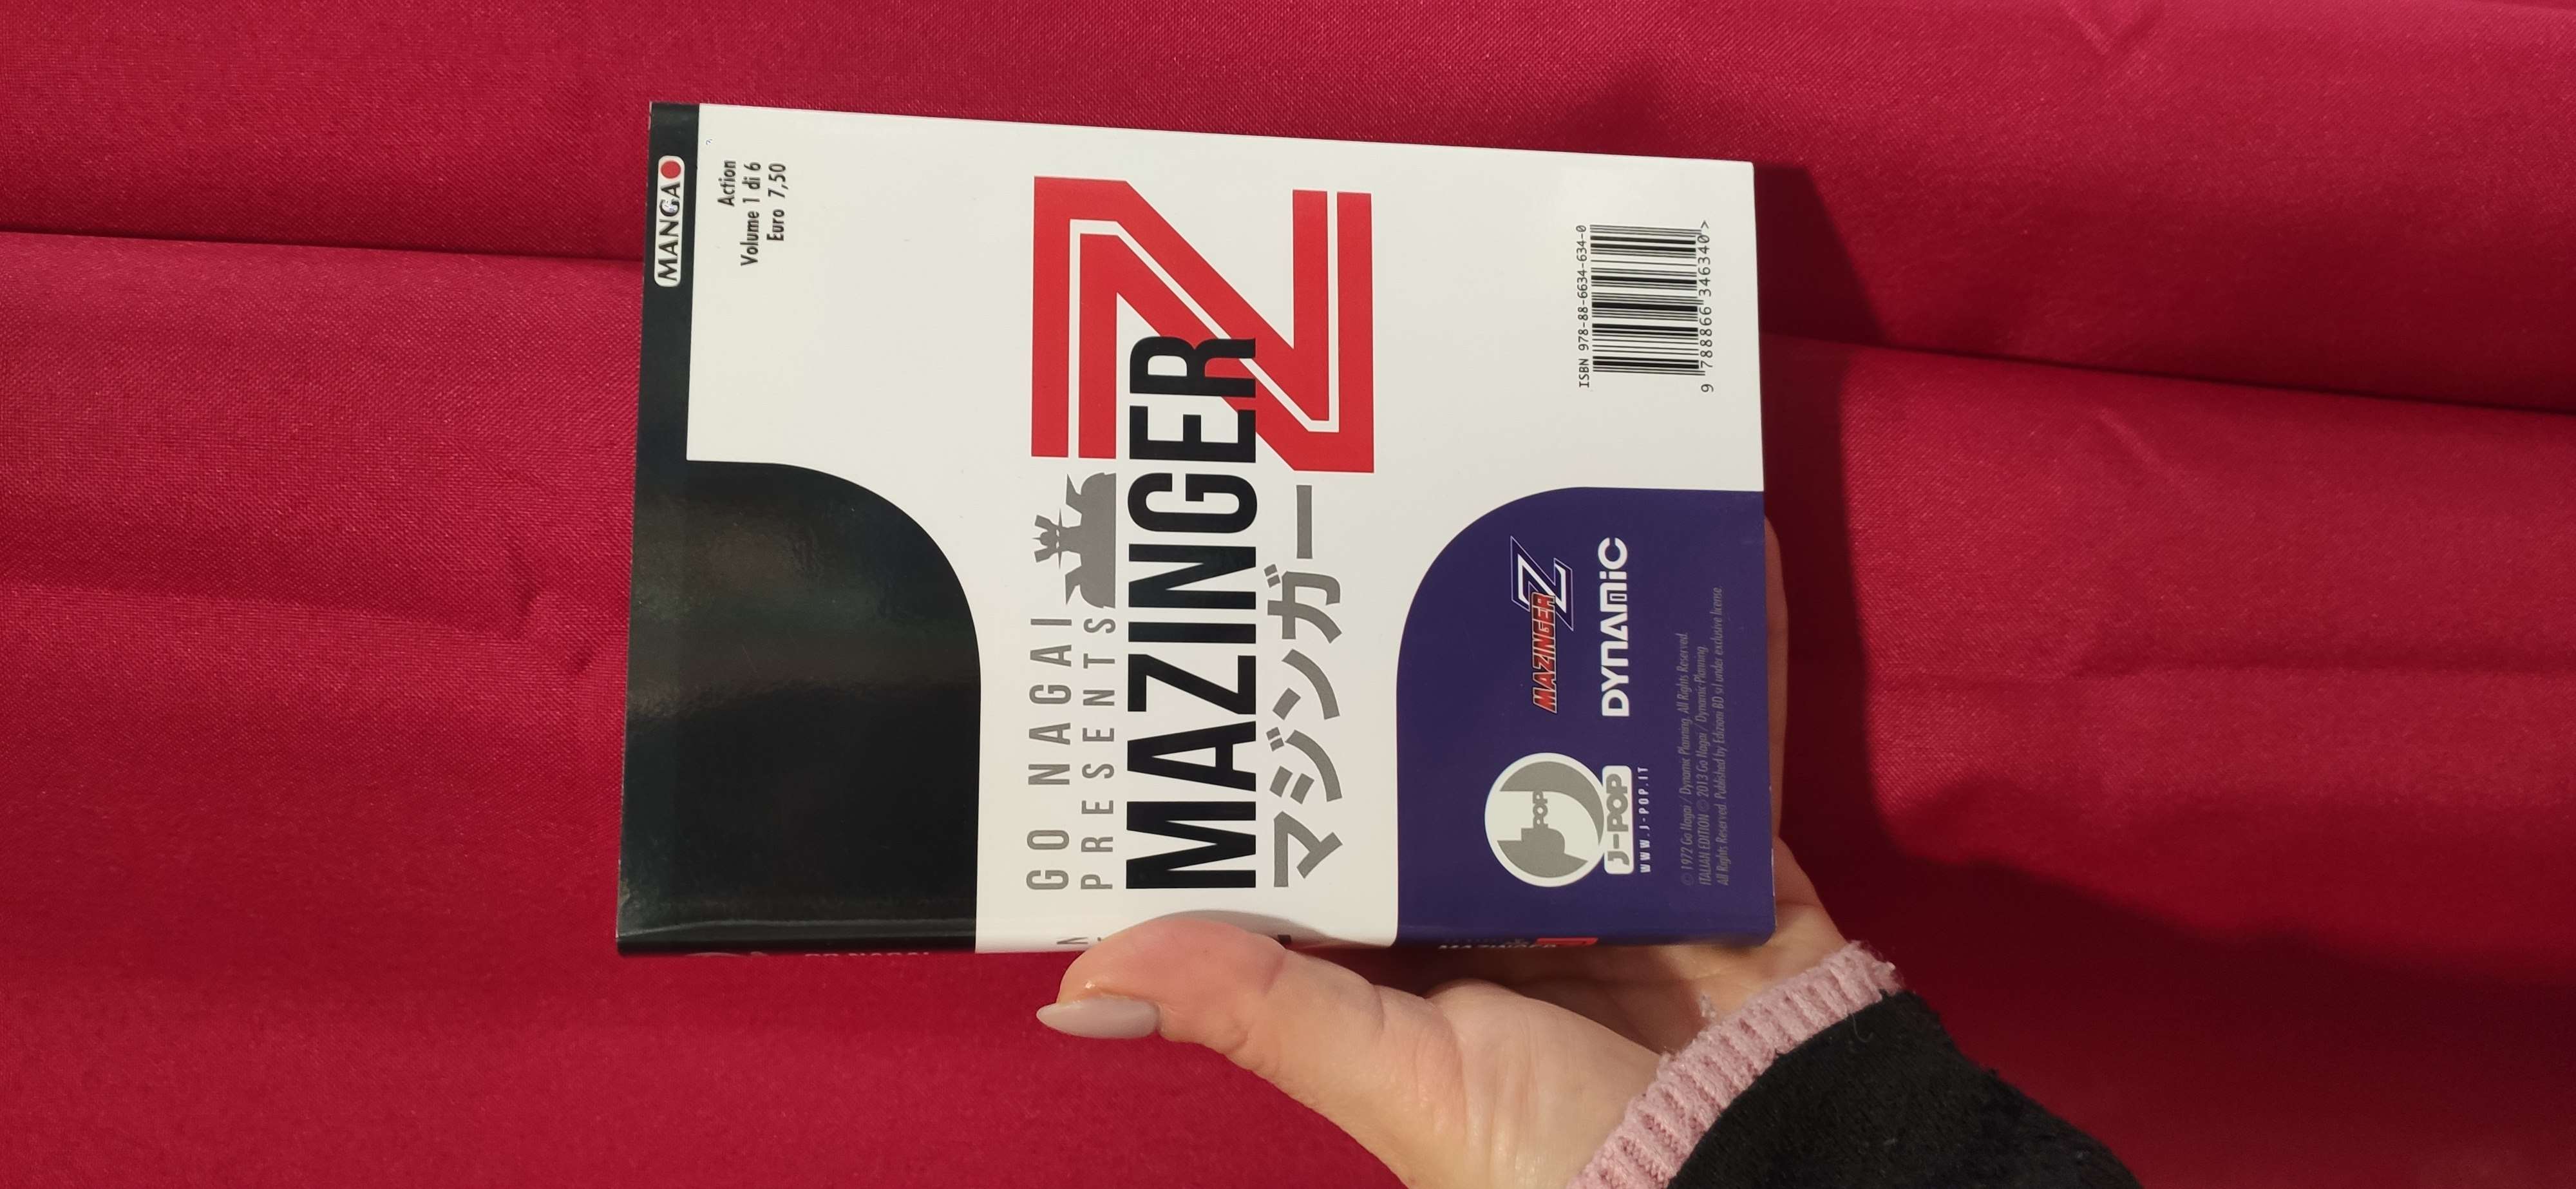 MANGA
Action
Volume 1 di 6
Euro 7,50
GO NAGAI
PRESENTS
MAZINGER Z
マジンガー
J-POP
J-POP
WWW.J-POP.IT
MAZINGER Z
DYNAMIC
© 1972 Go Nagai / Dynamic Planning. All Rights Reserved.
ITALIAN EDITION © 2013 Go Nagai / Dynamic Planning
All Rights Reserved. Published by Edizioni BD srl under exclusive license
ISBN 978-88-6634-634-0
9 788866 346340 >